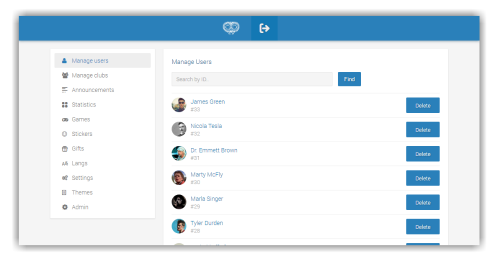 Manage users
Manage clubs
Announcements
Statistics
Games
Stickers
Gifts
Langs
Settings
Themes
Admin
Manage Users
Search by ID..
Find
James Green
#33
Delete
Nicola Tesla
#32
Delete
Dr. Emmett Brown
#31
Delete
Marty McFly
#30
Delete
Marla Singer
#29
Delete
Tyler Durden
#28
Delete